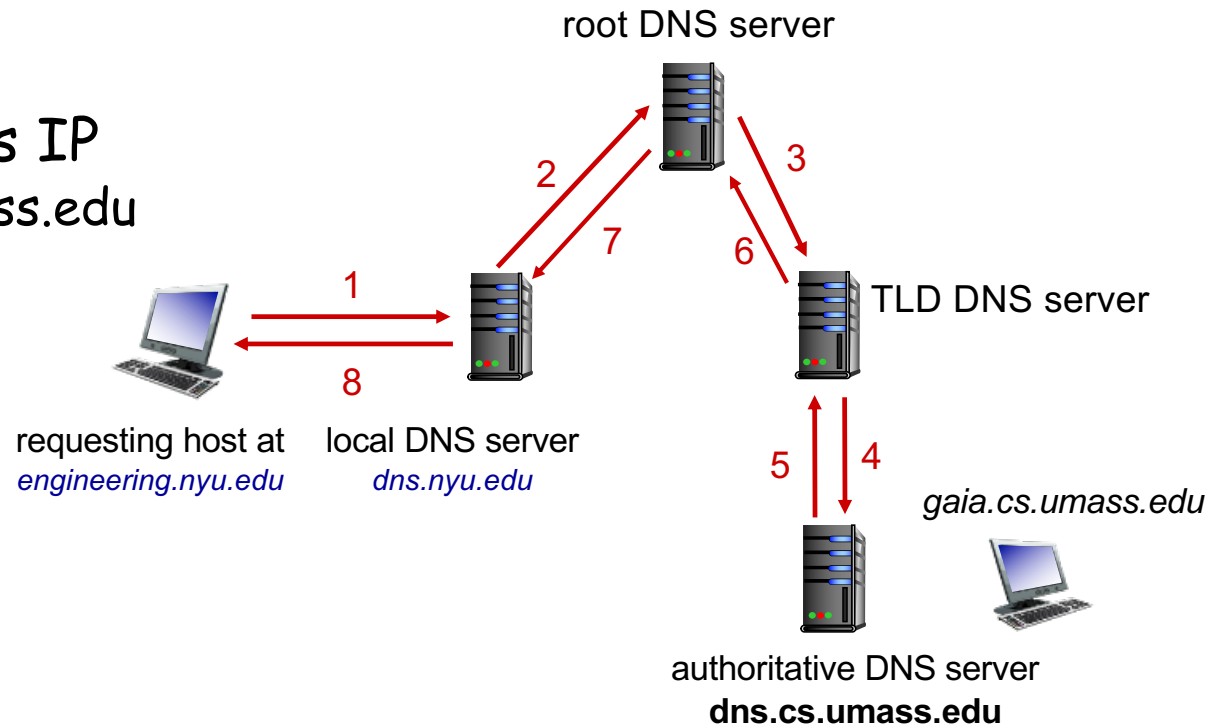 root DNS server
s IP
ss.edu
2
3
7
6
1
TLD DNS server
8
requesting host at
engineering.nyu.edu
local DNS server
dns.nyu.edu
5
4
gaia.cs.umass.edu
authoritative DNS server
dns.cs.umass.edu